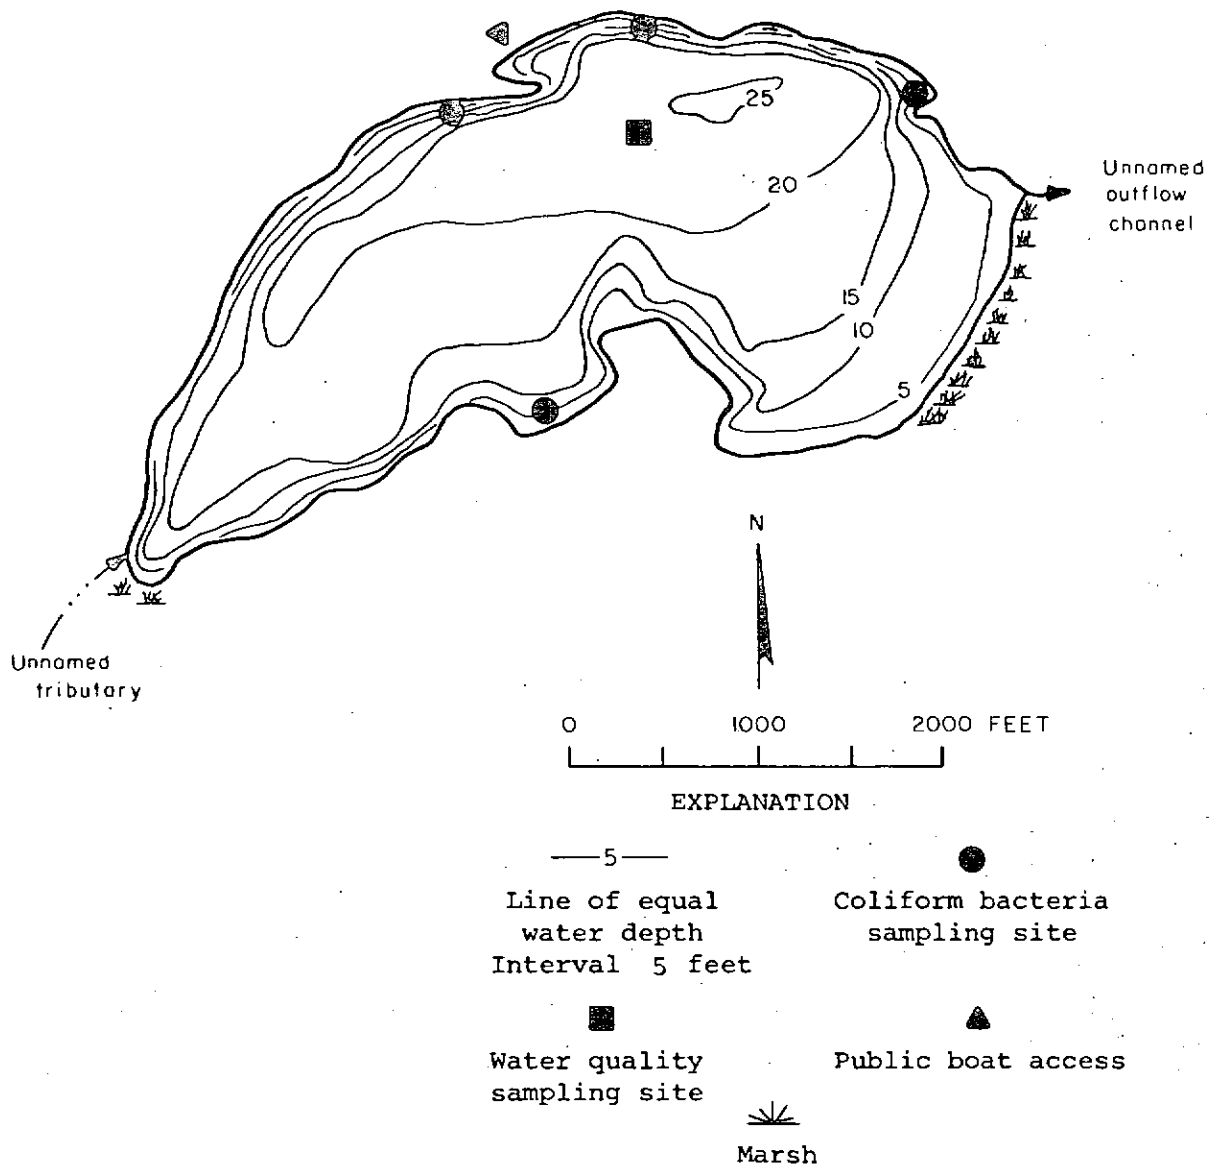 25
Unnamed
outflow
channel
20
15
10
5
N
Unnamed
tributary
0 1000 2000 FEET
EXPLANATION
5
Line of equal
water depth
Interval 5 feet
Coliform bacteria
sampling site
Water quality
sampling site
Public boat access
Marsh